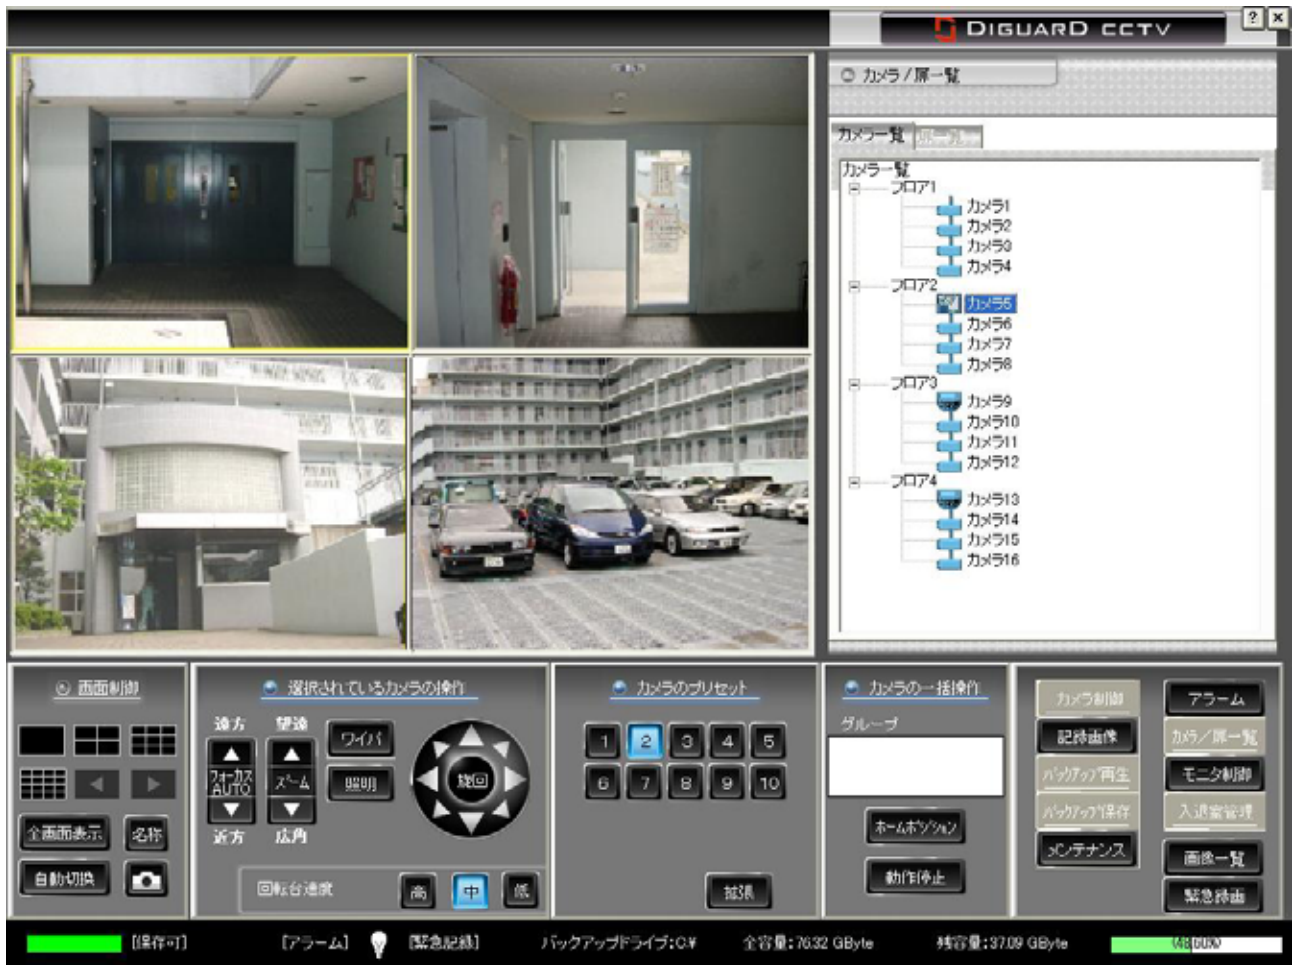 DIGUARD CCTV
? ×
カメラ/扉一覧
カメラ一覧 扉一覧
カメラ一覧
フロア1
カメラ1
カメラ2
カメラ3
カメラ4
フロア2
カメラ5
カメラ6
カメラ7
カメラ8
フロア3
カメラ9
カメラ10
カメラ11
カメラ12
フロア4
カメラ13
カメラ14
カメラ15
カメラ16
画面制御
全画面表示
名称
自動切換
選択されているカメラの操作
遠方
望遠
フォーカス
AUTO
ズーム
近方
広角
ワイパ
照明
旋回
回転台速度
高
中
低
カメラのプリセット
1 2 3 4 5
6 7 8 9 10
拡張
カメラの一括操作
グループ
ホームポジション
動作停止
カメラ制御
記録画像
バックアップ再生
バックアップ保存
メンテナンス
アラーム
カメラ/扉一覧
モニタ制御
入退室管理
画像一覧
緊急録画
[保存可]
[アラーム]
[緊急記録]
バックアップドライブ:C:¥
全容量:76.32 GByte
残容量:37.09 GByte
(48.60%)